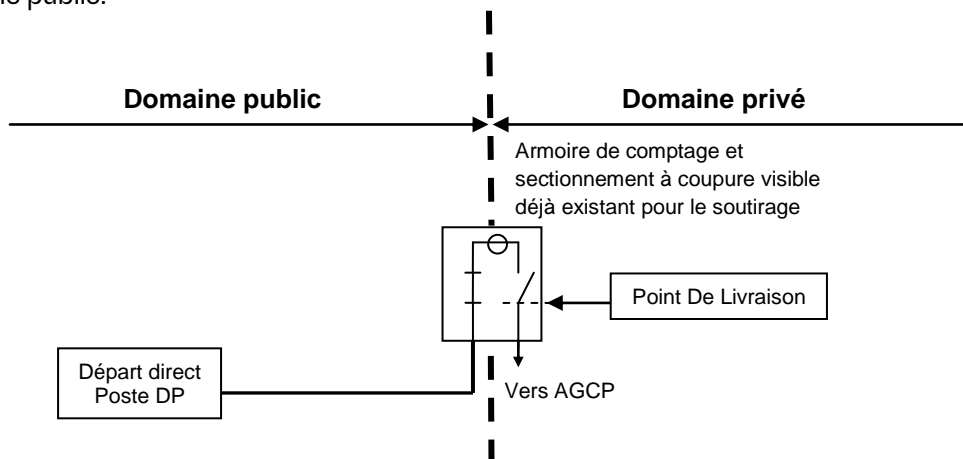 le public.
Domaine public
Domaine privé
Armoire de comptage et
sectionnement à coupure visible
déjà existant pour le soutirage
Point De Livraison
Départ direct
Poste DP
Vers AGCP